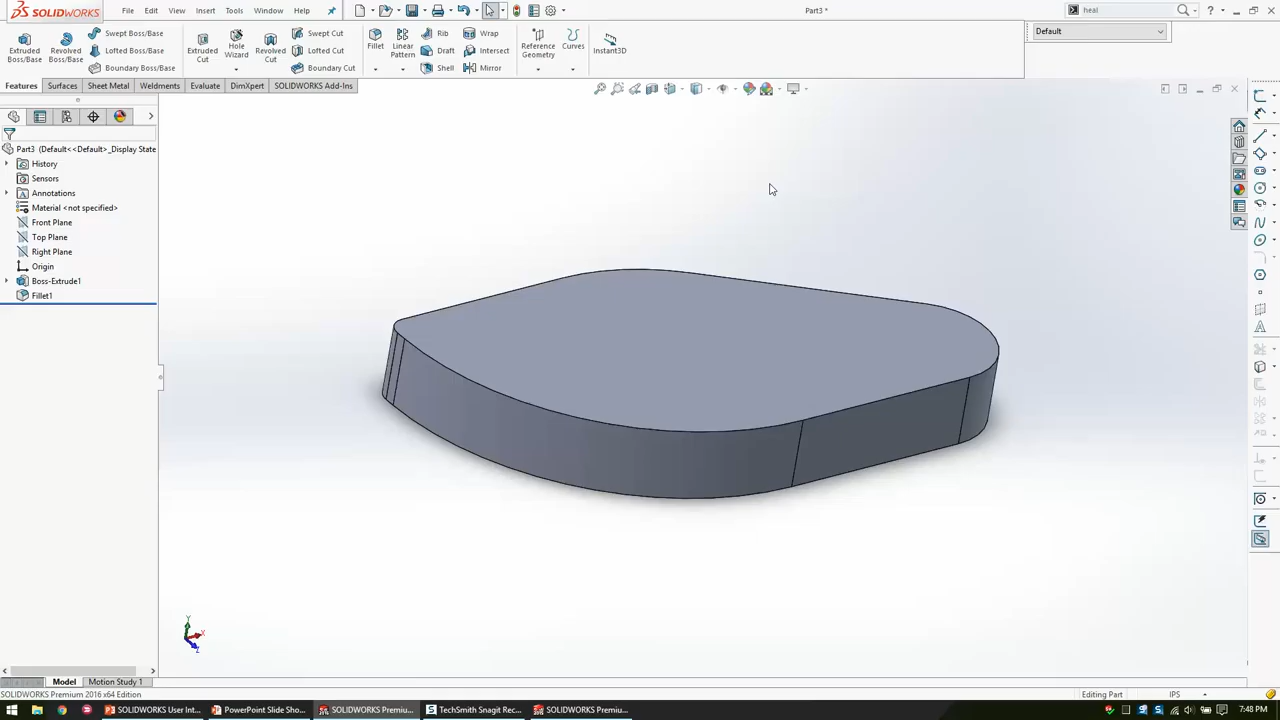 SOLIDWORKS File Edit View Insert Tools Window Help Part3 * heal
Extruded Boss/Base Revolved Boss/Base Swept Boss/Base Lofted Boss/Base Boundary Boss/Base Extruded Cut Hole Wizard Revolved Cut Swept Cut Lofted Cut Boundary Cut Fillet Linear Pattern Rib Draft Shell Wrap Intersect Mirror Reference Geometry Curves Instant3D Default
Features Surfaces Sheet Metal Weldments Evaluate DimXpert SOLIDWORKS Add-Ins
Part3 (Default<<Default>_Display State
History
Sensors
Annotations
Material <not specified>
Front Plane
Top Plane
Right Plane
Origin
Boss-Extrude1
Fillet1
Y
X
Z
Model Motion Study 1
SOLIDWORKS Premium 2016 x64 Edition Editing Part IPS
SOLIDWORKS User Int... PowerPoint Slide Sho... SOLIDWORKS Premiu... TechSmith Snagit Rec... SOLIDWORKS Premiu... 7:48 PM